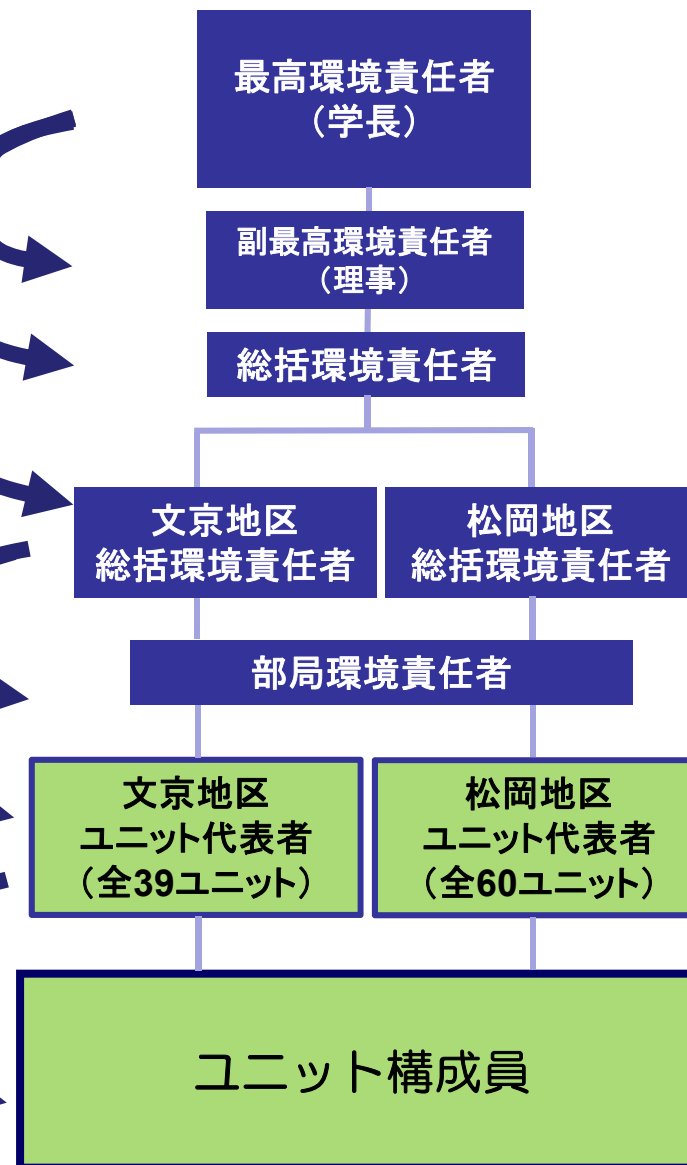 最高環境責任者
（学長）
副最高環境責任者
（理事）
総括環境責任者
文京地区
総括環境責任者
松岡地区
総括環境責任者
部局環境責任者
文京地区
ユニット代表者
（全39ユニット）
松岡地区
ユニット代表者
（全60ユニット）
ユニット構成員